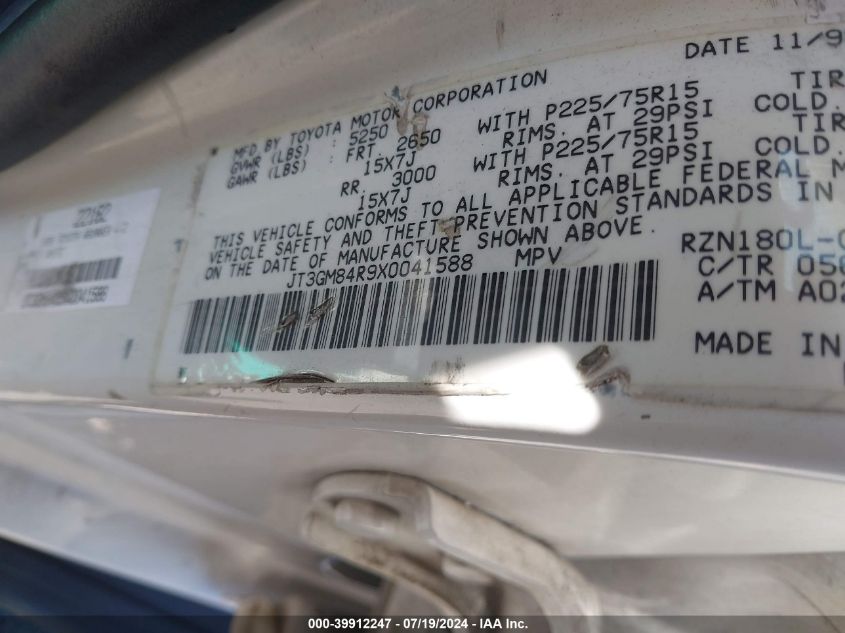 DATE 11/9
MFD BY TOYOTA MOTOR CORPORATION
GVWR (LBS) : 5250
GAWR (LBS) : FRT. 2650 WITH P225/75R15 TIR
15X7J RIMS. AT 29PSI COLD.
RR. 3000 WITH P225/75R15 TIR
15X7J RIMS. AT 29PSI COLD.
THIS VEHICLE CONFORMS TO ALL APPLICABLE FEDERAL M
VEHICLE SAFETY AND THEFT PREVENTION STANDARDS IN
ON THE DATE OF MANUFACTURE SHOWN ABOVE.
JT3GM84R9X0041588 MPV
RZN180L-
C/TR 05
A/TM A02
MADE IN
000-39912247 - 07/19/2024 - IAA Inc.